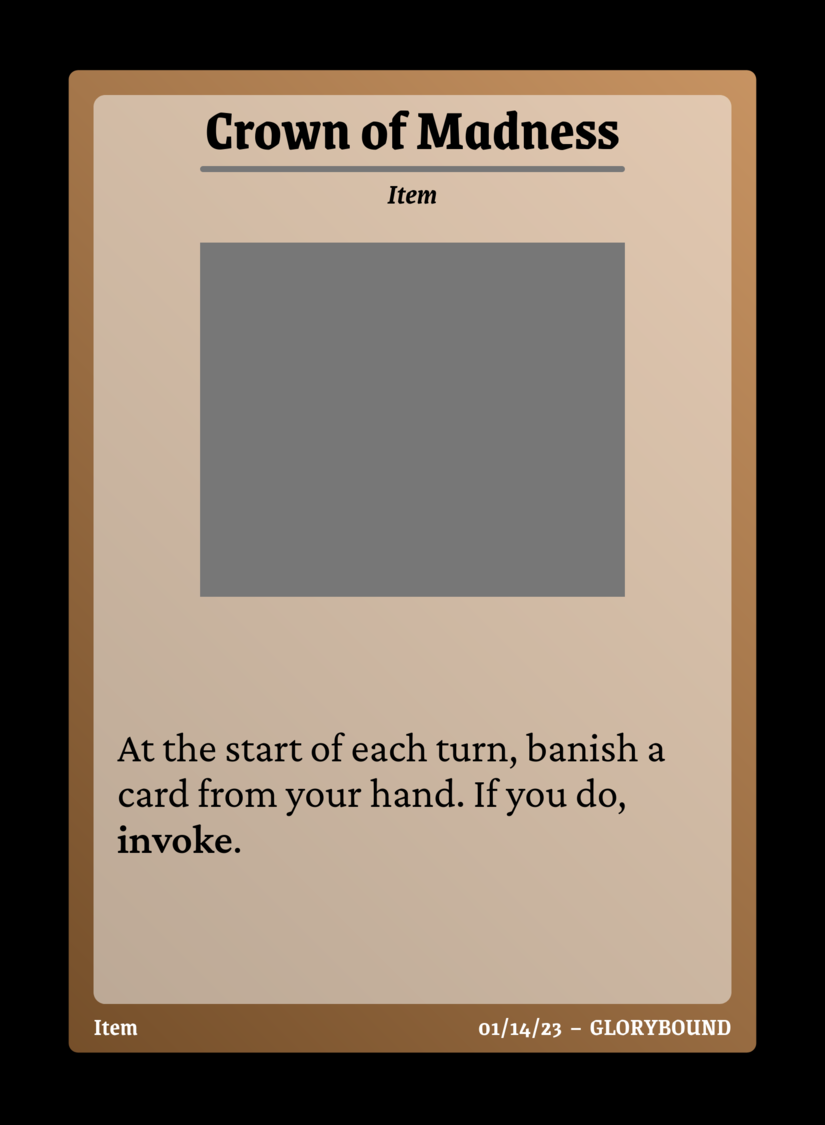 Crown of Madness
Item
At the start of each turn, banish a
card from your hand. If you do,
invoke.
Item
01/14/23 – GLORYBOUND